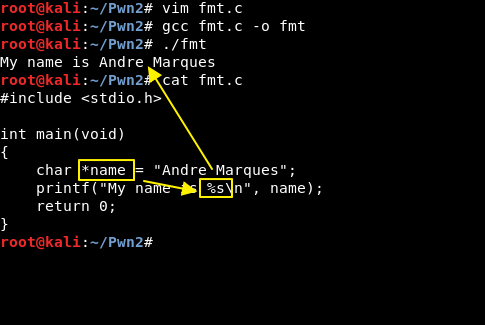 root@kali:~/Pwn2# vim fmt.c
root@kali:~/Pwn2# gcc fmt.c -o fmt
root@kali:~/Pwn2# ./fmt
My name is Andre Marques
root@kali:~/Pwn2# cat fmt.c
#include <stdio.h>
int main(void)
{
    char *name = "Andre Marques";
    printf("My name is %s\n", name);
    return 0;
}
root@kali:~/Pwn2#